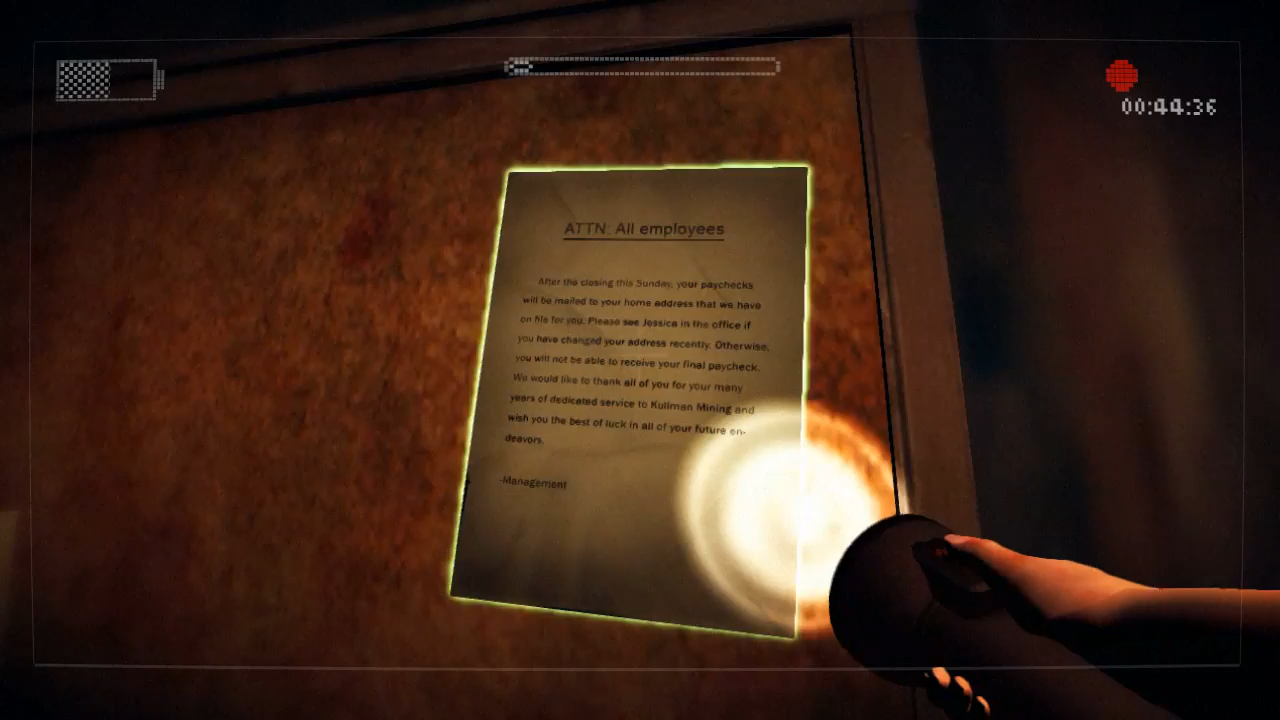 00:44:36
ATTN: All employees
After the closing this Sunday, your paychecks
will be mailed to your home address that we have
on file for you. Please see Jessica in the office if
you have changed your address recently. Otherwise,
you will not be able to receive your final paycheck.
We would like to thank all of you for your many
years of dedicated service to Kullman Mining and
wish you the best of luck in all of your future en-
deavors.
-Management